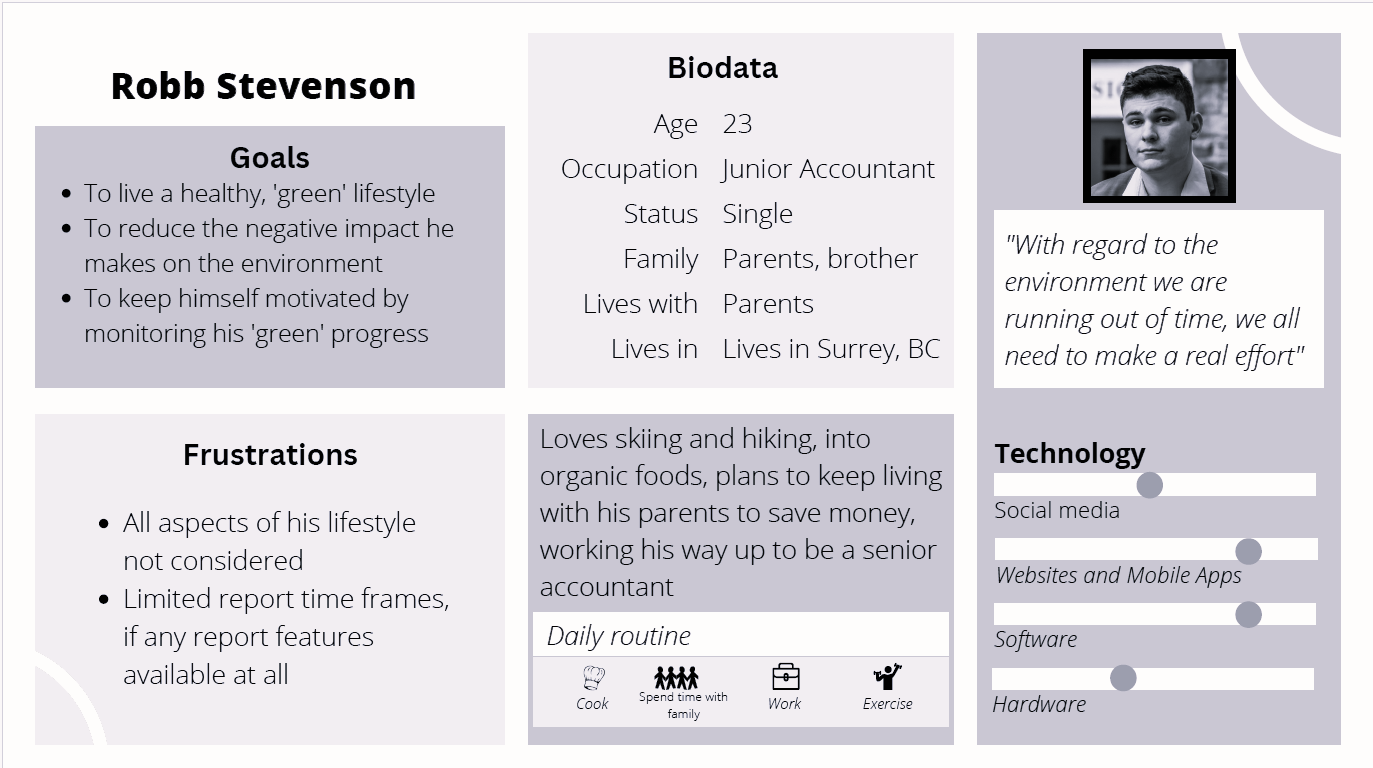 Robb Stevenson
Goals
• To live a healthy, 'green' lifestyle
• To reduce the negative impact he
makes on the environment
• To keep himself motivated by
monitoring his 'green' progress
Frustrations
• All aspects of his lifestyle
not considered
• Limited report time frames,
if any report features
available at all
Biodata
Age 23
Occupation Junior Accountant
Status Single
Family Parents, brother
Lives with Parents
Lives in Lives in Surrey, BC
Loves skiing and hiking, into
organic foods, plans to keep living
with his parents to save money,
working his way up to be a senior
accountant
Daily routine
Cook
Spend time with
family
Work
Exercise
"With regard to the
environment we are
running out of time, we all
need to make a real effort"
Technology
Social media
Websites and Mobile Apps
Software
Hardware